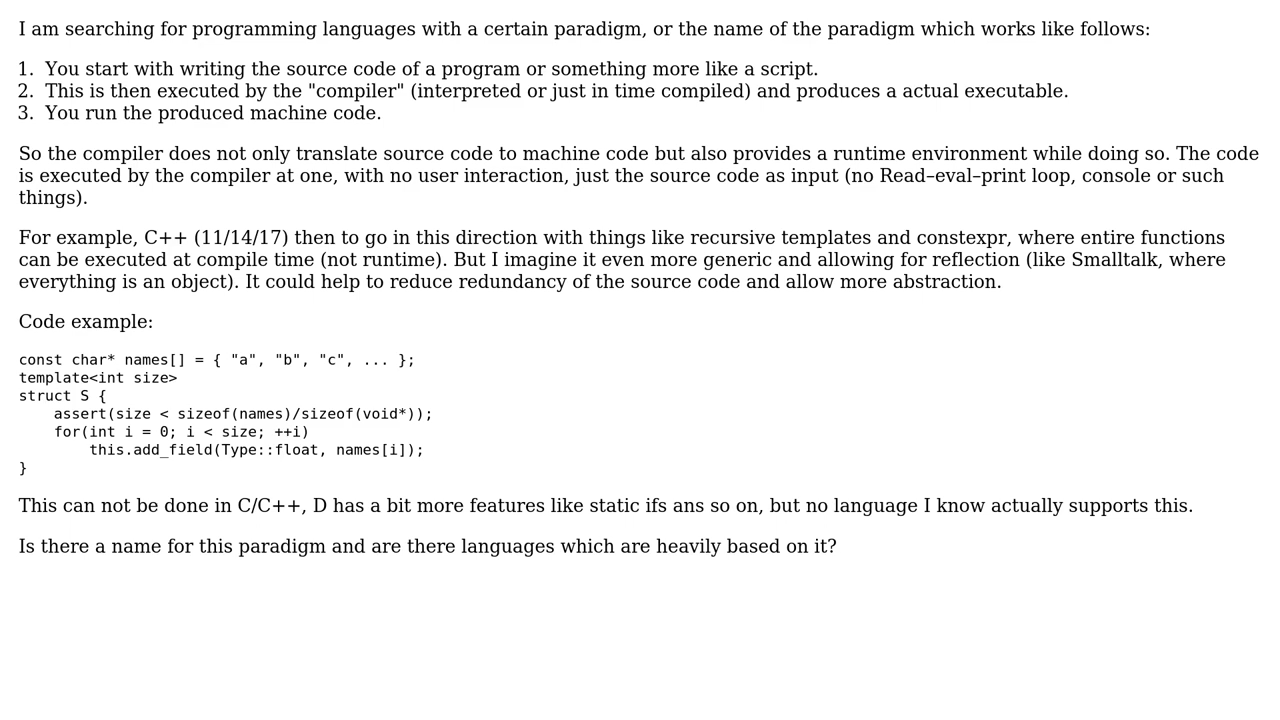 I am searching for programming languages with a certain paradigm, or the name of the paradigm which works like follows:
1. You start with writing the source code of a program or something more like a script.
2. This is then executed by the "compiler" (interpreted or just in time compiled) and produces a actual executable.
3. You run the produced machine code.
So the compiler does not only translate source code to machine code but also provides a runtime environment while doing so. The code
is executed by the compiler at one, with no user interaction, just the source code as input (no Read–eval–print loop, console or such
things).
For example, C++ (11/14/17) then to go in this direction with things like recursive templates and constexpr, where entire functions
can be executed at compile time (not runtime). But I imagine it even more generic and allowing for reflection (like Smalltalk, where
everything is an object). It could help to reduce redundancy of the source code and allow more abstraction.
Code example:
const char* names[] = { "a", "b", "c", ... };
template<int size>
struct S {
    assert(size < sizeof(names)/sizeof(void*));
    for(int i = 0; i < size; ++i)
        this.add_field(Type::float, names[i]);
}
This can not be done in C/C++, D has a bit more features like static ifs ans so on, but no language I know actually supports this.
Is there a name for this paradigm and are there languages which are heavily based on it?